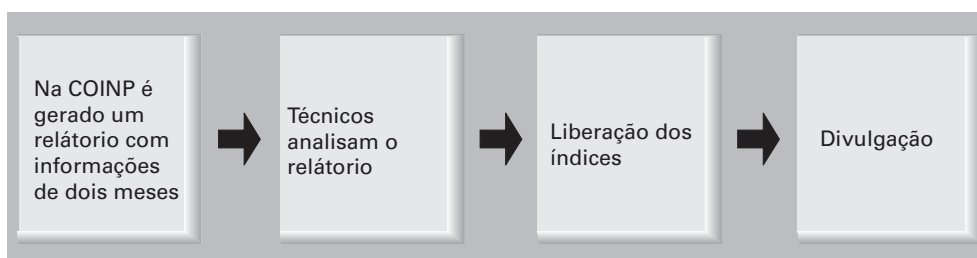 Na COINP é
gerado um
relátorio com
informações
de dois meses
Técnicos
analisam o
relátorio
Liberação dos
índices
Divulgação